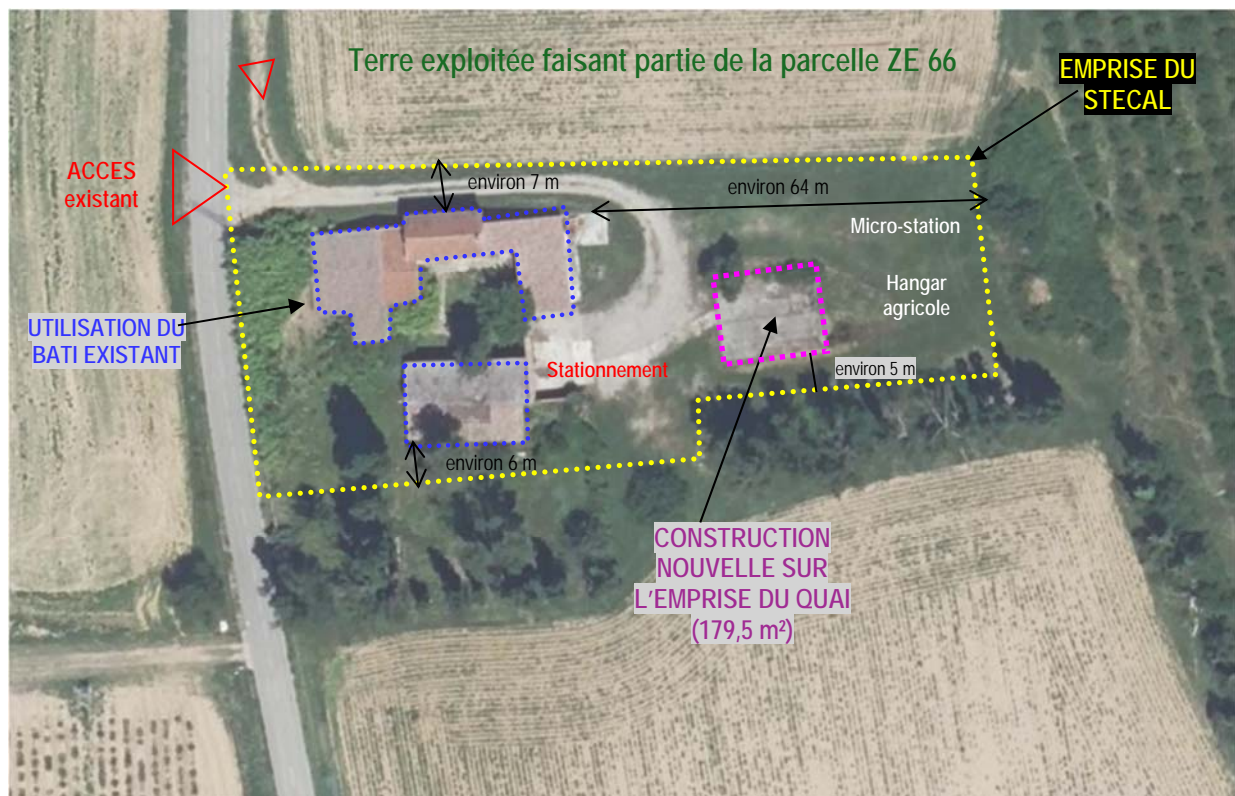 Terre exploitée faisant partie de la parcelle ZE 66
EMPRISE DU
STECAL
ACCES
existant
environ 7 m
environ 64 m
Micro-station
Hangar
agricole
UTILISATION DU
BATI EXISTANT
Stationnement
environ 5 m
environ 6 m
CONSTRUCTION
NOUVELLE SUR
L'EMPRISE DU QUAI
(179,5 m²)